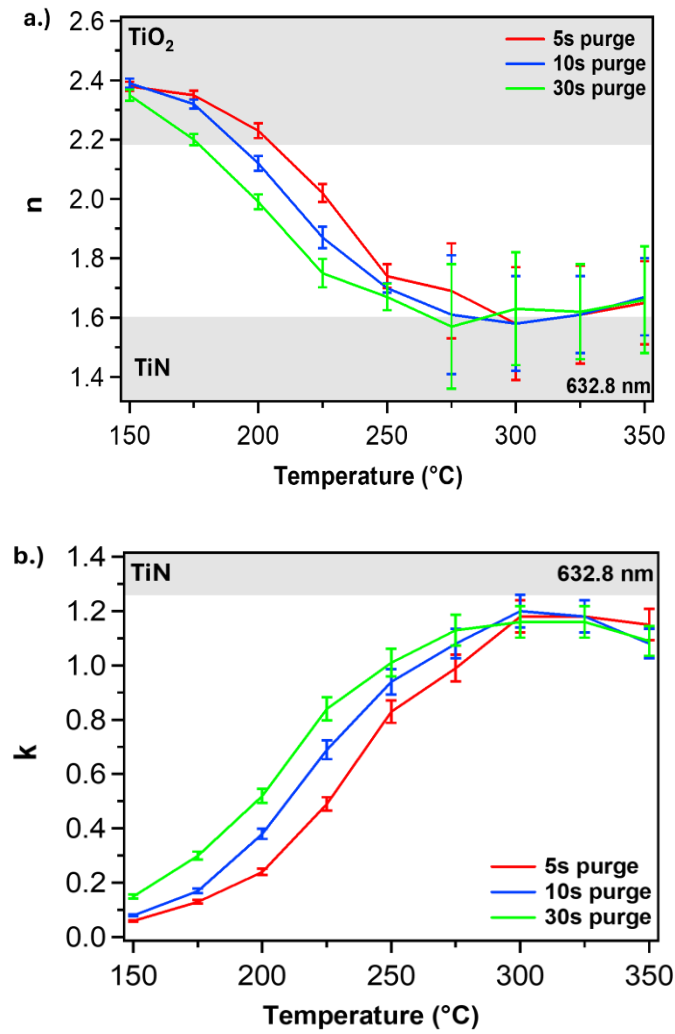 a.)
TiO₂
5s purge
10s purge
30s purge
2.6
2.4
2.2
2.0
1.8
1.6
1.4
n
TiN
632.8 nm
150 200 250 300 350
Temperature (°C)
b.)
TiN
632.8 nm
1.4
1.2
1.0
0.8
0.6
0.4
0.2
0.0
k
5s purge
10s purge
30s purge
150 200 250 300 350
Temperature (°C)